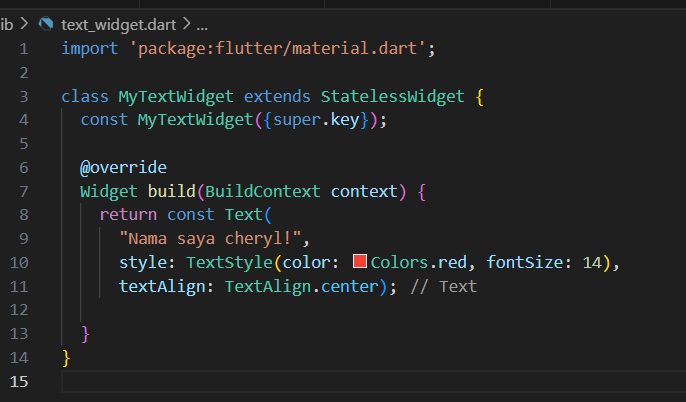 ib > text_widget.dart > ...
1 import 'package:flutter/material.dart';
2
3 class MyTextWidget extends StatelessWidget {
4 const MyTextWidget({super.key});
5
6 @override
7 Widget build(BuildContext context) {
8 return const Text(
9 "Nama saya cheryl!",
10 style: TextStyle(color: Colors.red, fontSize: 14),
11 textAlign: TextAlign.center); // Text
12
13 }
14 }
15